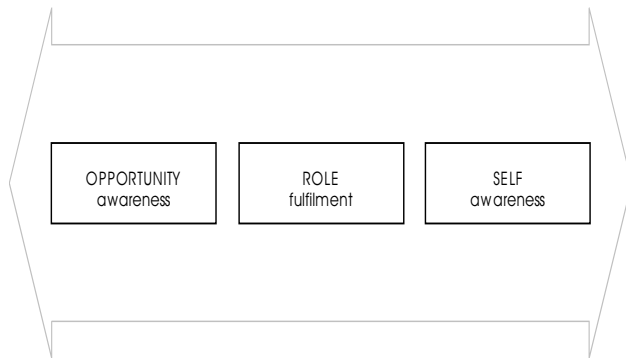 OPPORTUNITY
awareness
ROLE
fulfilment
SELF
awareness